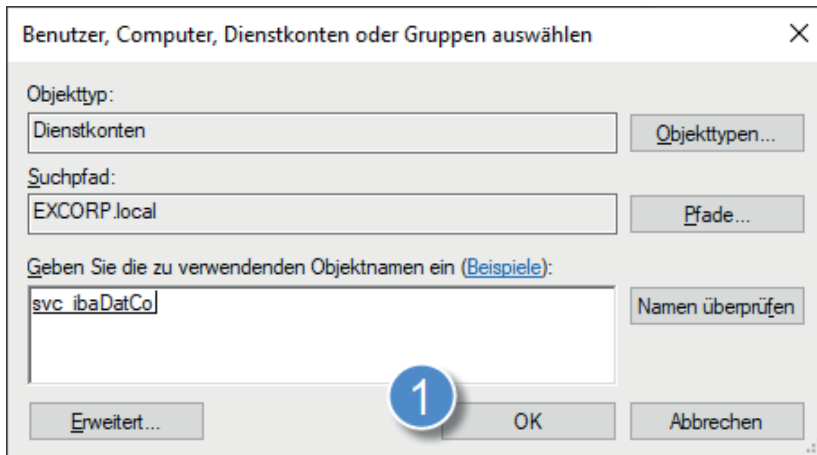 Benutzer, Computer, Dienstkonten oder Gruppen auswählen
Objekttyp:
Dienstkonten
Objekttypen...
Suchpfad:
EXCORP.local
Pfade...
Geben Sie die zu verwendenden Objektnamen ein (Beispiele):
svc_ibaDatCo
Namen überprüfen
Erweitert...
1
OK
Abbrechen